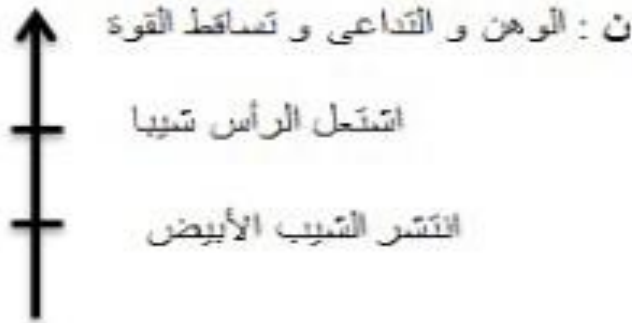 ن : الوهن و التداعى و تساقط القوة
اشتعل الرأس شيبا
انتشر الشيب الأبيض